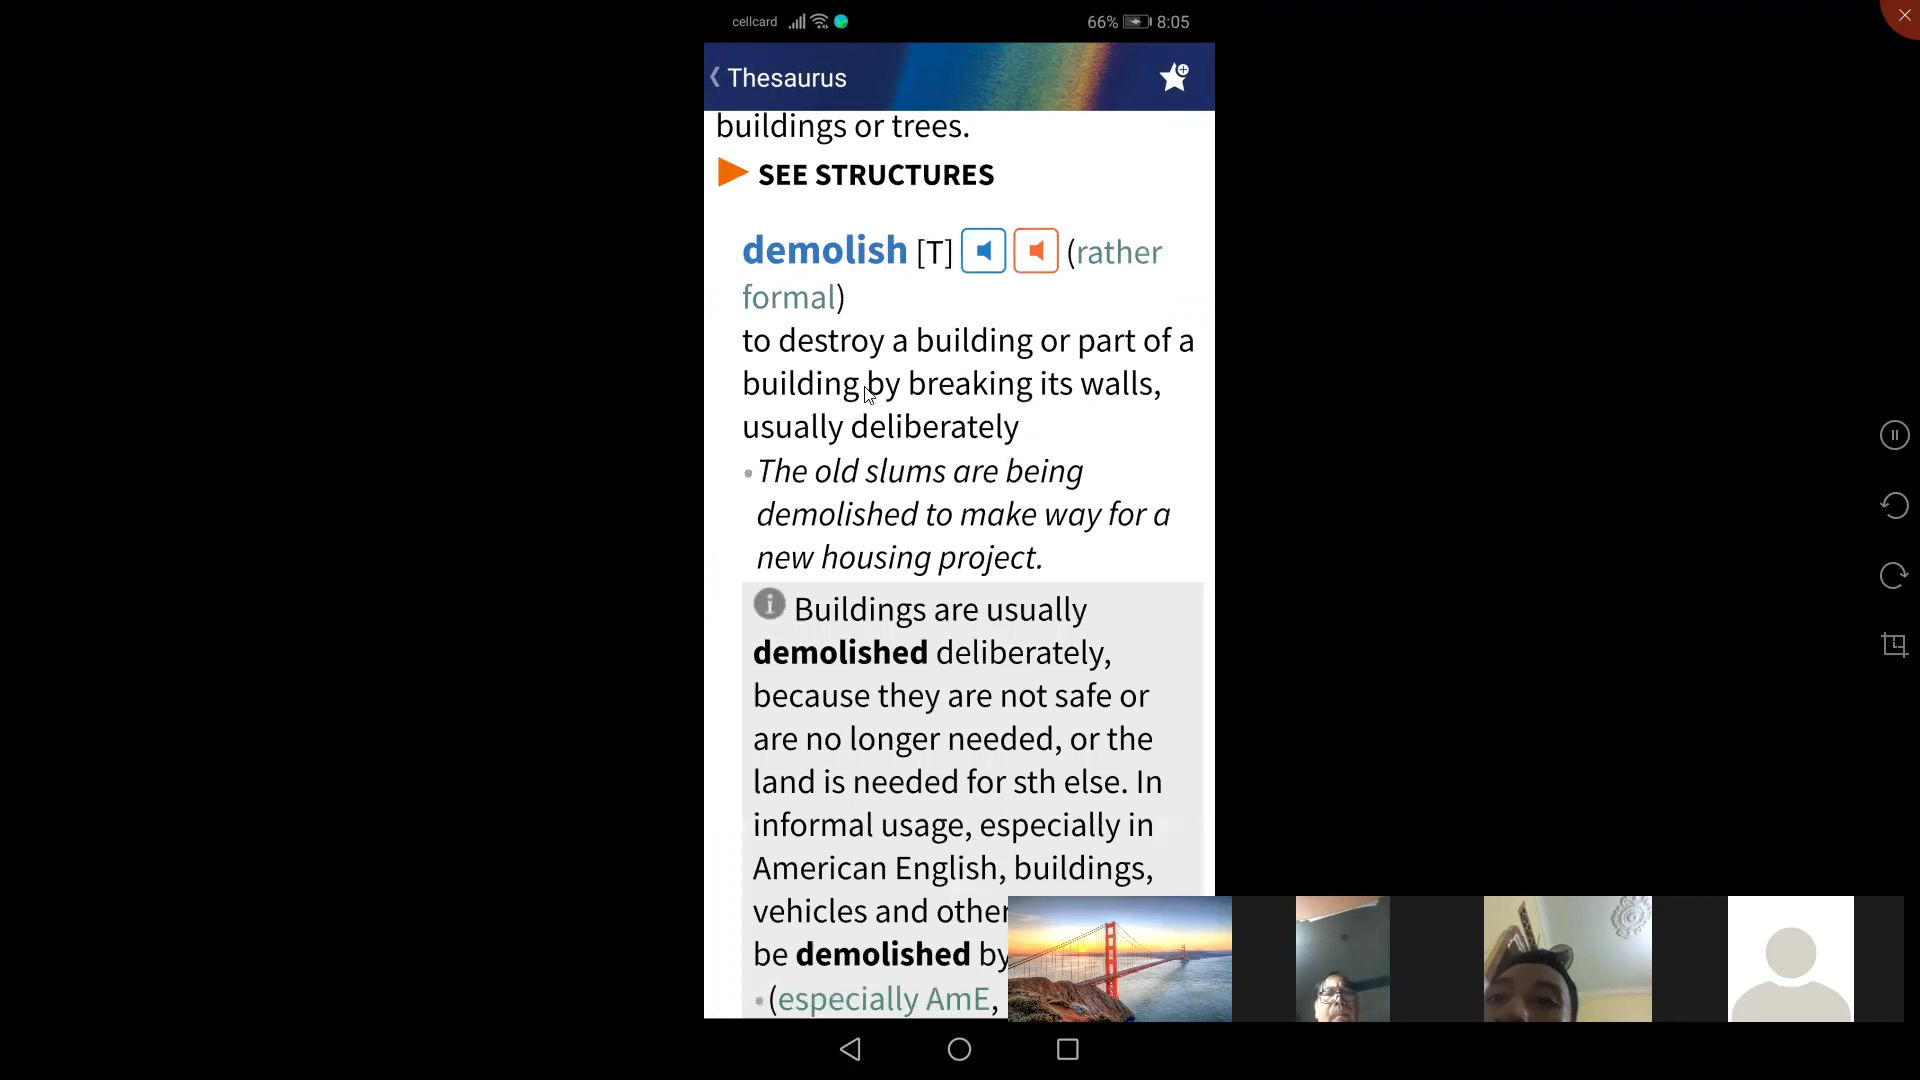 cellcard 66% 8:05
Thesaurus
buildings or trees.
SEE STRUCTURES
demolish [T] (rather
formal)
to destroy a building or part of a
building by breaking its walls,
usually deliberately
• The old slums are being
demolished to make way for a
new housing project.
Buildings are usually
demolished deliberately,
because they are not safe or
are no longer needed, or the
land is needed for sth else. In
informal usage, especially in
American English, buildings,
vehicles and other
be demolished by
• (especially AmE,